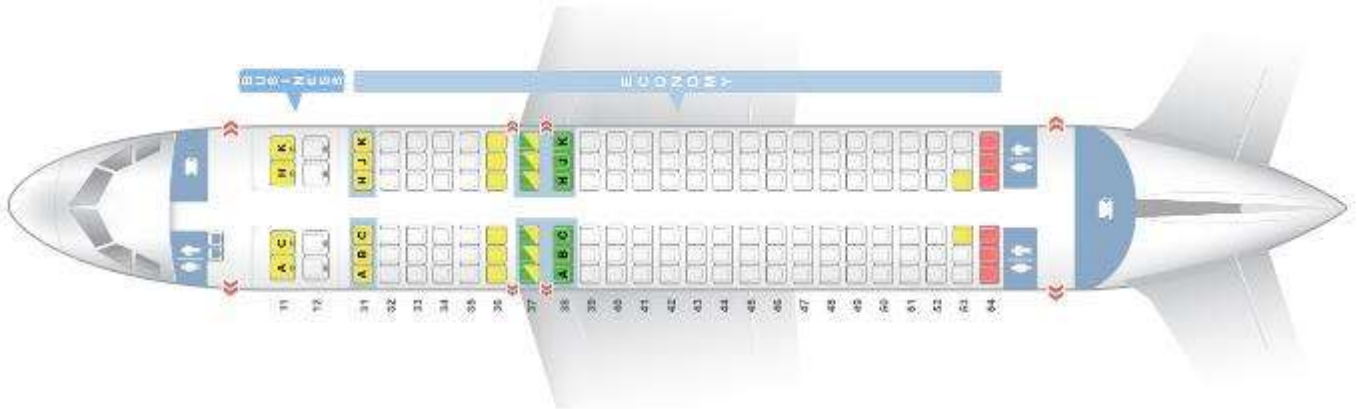 BUSINESS
ECONOMY
K K K K
H J J
H H
C C C C
B B
A A A A
11 12 31 32 33 34 35 36 37 38 39 40 41 42 43 44 45 46 47 48 49 50 51 52 53 54